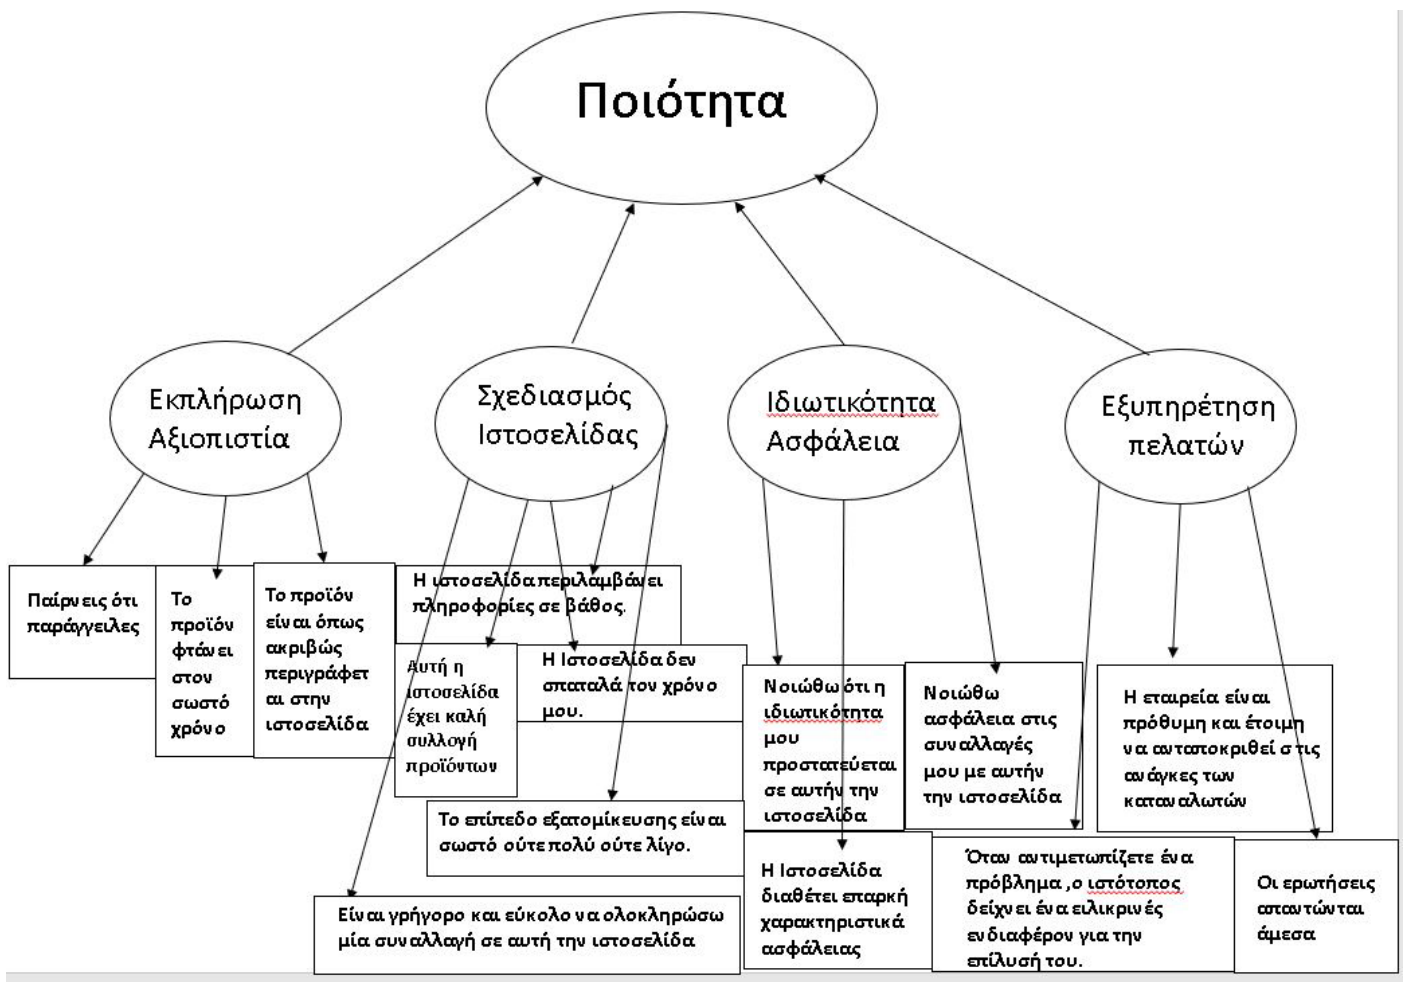 Ποιότητα
Εκπλήρωση
Αξιοπιστία
Σχεδιασμός
Ιστοσελίδας
Ιδιωτικότητα
Ασφάλεια
Εξυπηρέτηση
πελατών
Παίρνεις ότι
παράγγειλες
Το
προϊόν
φτάνει
στον
σωστό
χρόνο
Το προϊόν
είναι όπως
ακριβώς
περιγράφετ
αι στην
ιστοσελίδα
Η ιστοσελίδα περιλαμβάνει
πληροφορίες σε βάθος.
Αυτή η
ιστοσελίδα
έχει καλή
συλλογή
προϊόντων
Η Ιστοσελίδα δεν
σπαταλά τον χρόνο
μου.
Το επίπεδο εξατομίκευσης είναι
σωστό ούτε πολύ ούτε λίγο.
Είναι γρήγορο και εύκολο να ολοκληρώσω
μία συναλλαγή σε αυτή την ιστοσελίδα
Νοιώθω ότι η
ιδιωτικότητα
μου
προστατεύεται
σε αυτήν την
ιστοσελίδα
Νοιώθω
ασφάλεια στις
συναλλαγές
μου με αυτήν
την ιστοσελίδα
Η Ιστοσελίδα
διαθέτει επαρκή
χαρακτηριστικά
ασφάλειας
Η εταιρεία είναι
πρόθυμη και έτοιμη
να ανταποκριθεί στις
ανάγκες των
καταναλωτών
Όταν αντιμετωπίζετε ένα
πρόβλημα ,ο ιστότοπος
δείχνει ένα ειλικρινές
ενδιαφέρον για την
επίλυσή του.
Οι ερωτήσεις
απαντώνται
άμεσα